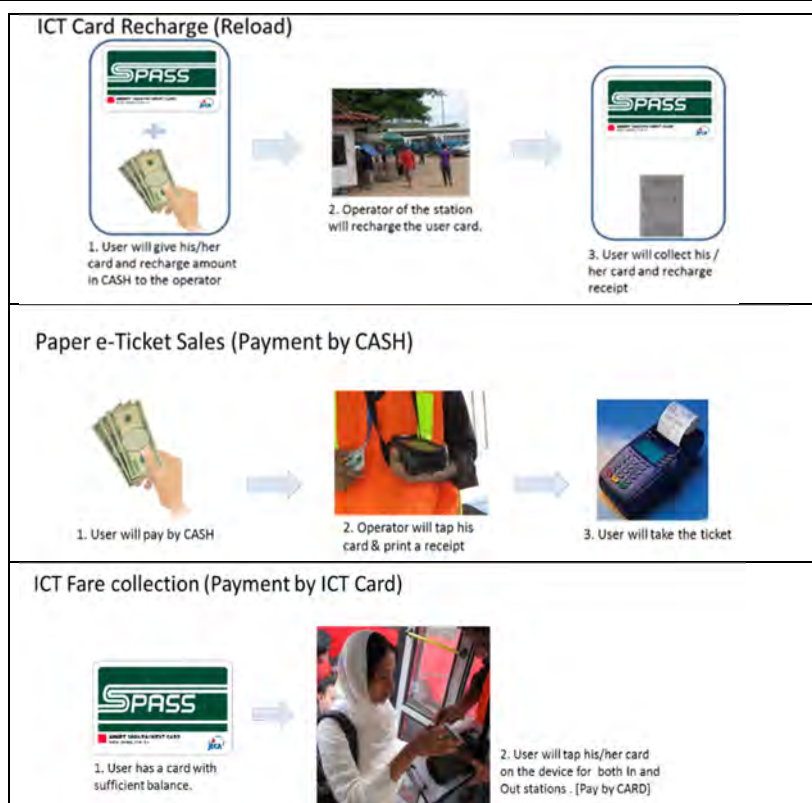 ICT Card Recharge (Reload)
SPASS
SPASS
1. User will give his/her
card and recharge amount
in CASH to the operator
2. Operator of the station
will recharge the user card.
3. User will collect his /
her card and recharge
receipt
Paper e-Ticket Sales (Payment by CASH)
1. User will pay by CASH
2. Operator will tap his
card & print a receipt
3. User will take the ticket
ICT Fare collection (Payment by ICT Card)
SPASS
1. User has a card with
sufficient balance.
2. User will tap his/her card
on the device for both In and
Out stations . [Pay by CARD]